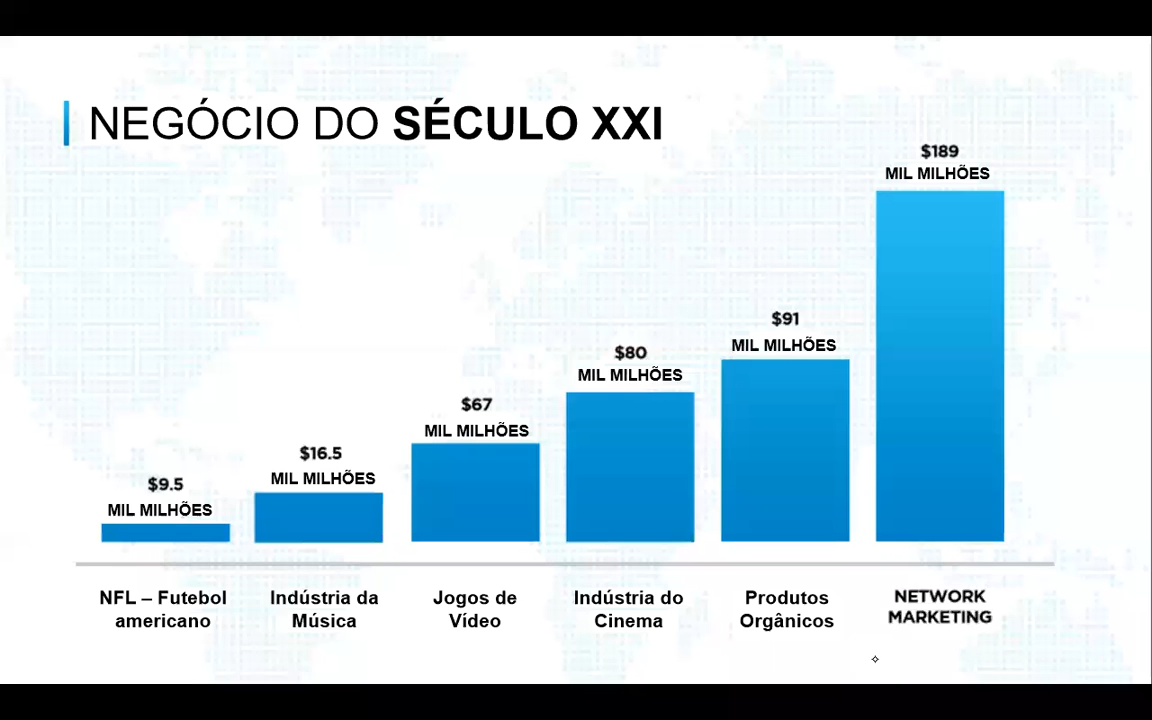 NEGÓCIO DO SÉCULO XXI
$189
MIL MILHÕES
$91
MIL MILHÕES
$80
MIL MILHÕES
$67
MIL MILHÕES
$16.5
MIL MILHÕES
$9.5
MIL MILHÕES
NFL – Futebol
americano
Indústria da
Música
Jogos de
Vídeo
Indústria do
Cinema
Produtos
Orgânicos
NETWORK
MARKETING